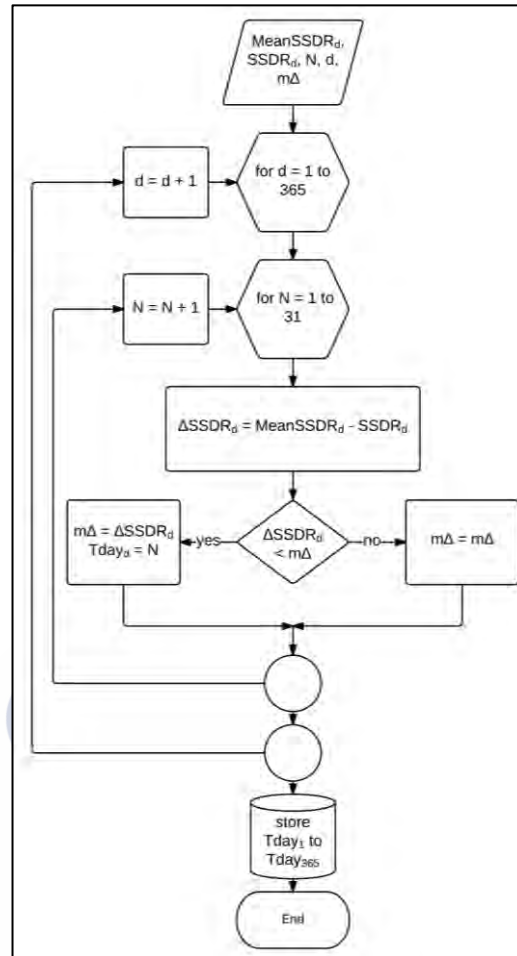 MeanSSDR_d,
SSDR_d, N, d,
mΔ
d = d + 1
for d = 1 to
365
N = N + 1
for N = 1 to
31
ΔSSDR_d = MeanSSDR_d - SSDR_d
mΔ = ΔSSDR_d
Tday_d = N
yes
ΔSSDR_d
< mΔ
no
mΔ = mΔ
store
Tday_1 to
Tday_365
End